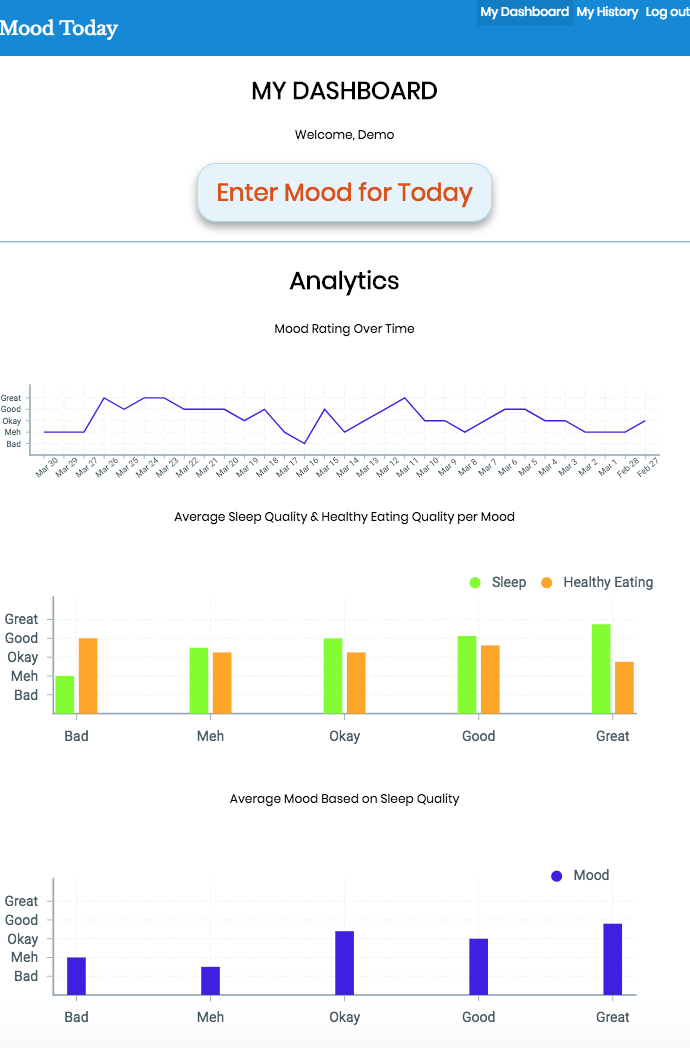 Mood Today
My Dashboard My History Log out
MY DASHBOARD
Welcome, Demo
Enter Mood for Today
Analytics
Mood Rating Over Time
Great
Good
Okay
Meh
Bad
Mar 30 Mar 29 Mar 27 Mar 26 Mar 25 Mar 24 Mar 23 Mar 22 Mar 21 Mar 20 Mar 19 Mar 18 Mar 17 Mar 16 Mar 15 Mar 14 Mar 13 Mar 12 Mar 11 Mar 10 Mar 9 Mar 8 Mar 7 Mar 6 Mar 5 Mar 4 Mar 3 Mar 2 Mar 1 Feb 28 Feb 27
Average Sleep Quality & Healthy Eating Quality per Mood
Sleep Healthy Eating
Great
Good
Okay
Meh
Bad
Bad Meh Okay Good Great
Average Mood Based on Sleep Quality
Mood
Great
Good
Okay
Meh
Bad
Bad Meh Okay Good Great